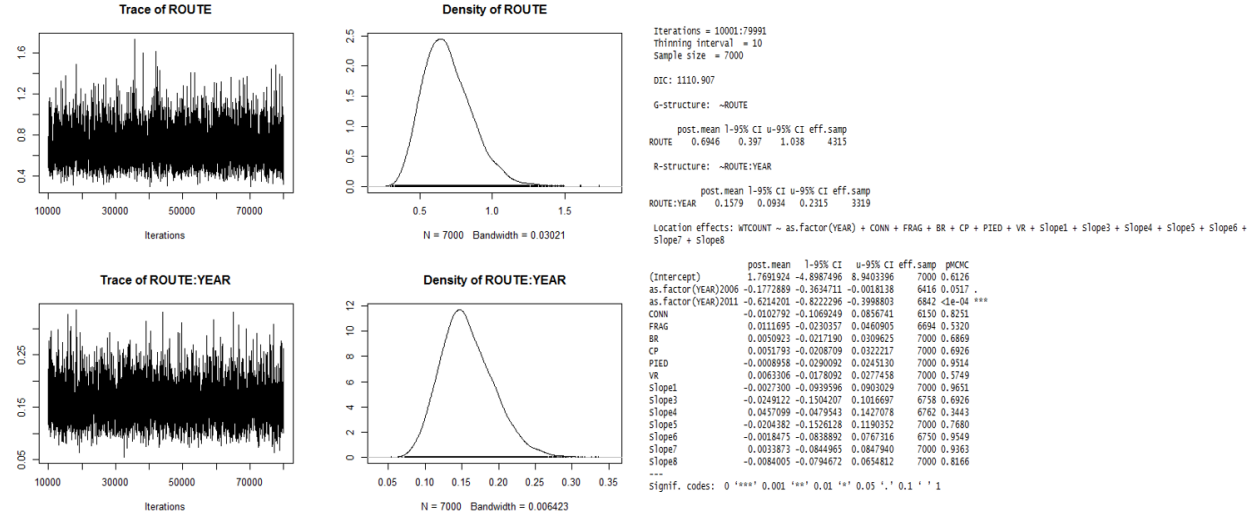 Trace of ROUTE
0.4 0.8 1.2 1.6
10000 30000 50000 70000
Iterations
Density of ROUTE
0.0 0.5 1.0 1.5 2.0 2.5
0.5 1.0 1.5
N = 7000 Bandwidth = 0.03021
Trace of ROUTE:YEAR
0.05 0.15 0.25
10000 30000 50000 70000
Iterations
Density of ROUTE:YEAR
0 2 4 6 8 10 12
0.05 0.10 0.15 0.20 0.25 0.30 0.35
N = 7000 Bandwidth = 0.006423
Iterations = 10001:79991
Thinning interval = 10
Sample size = 7000
DIC: 1110.907
G-structure: ~ROUTE
post.mean l-95% CI u-95% CI eff.samp
ROUTE 0.6946 0.397 1.038 4315
R-structure: ~ROUTE:YEAR
post.mean l-95% CI u-95% CI eff.samp
ROUTE:YEAR 0.1579 0.0934 0.2315 3319
Location effects: WTCOUNT ~ as.factor(YEAR) + CONN + FRAG + BR + CP + PIED + VR + Slope1 + Slope3 + Slope4 + Slope5 + Slope6 +
Slope7 + Slope8
post.mean l-95% CI u-95% CI eff.samp pMCMC
(Intercept) 1.7691924 -4.8987496 8.9403396 7000 0.6126
as.factor(YEAR)2006 -0.1772889 -0.3634711 -0.0018138 6416 0.0517 .
as.factor(YEAR)2011 -0.6214201 -0.8222296 -0.3998803 6842 <1e-04 ***
CONN -0.0102792 -0.1069249 0.0856741 6150 0.8251
FRAG 0.0111695 -0.0230357 0.0460905 6694 0.5320
BR 0.0050923 -0.0217190 0.0309625 7000 0.6869
CP 0.0051793 -0.0208709 0.0322217 7000 0.6926
PIED -0.0008958 -0.0290092 0.0245130 7000 0.9514
VR 0.0063306 -0.0178092 0.0277458 7000 0.5749
Slope1 -0.0027300 -0.0939596 0.0903029 7000 0.9651
Slope3 -0.0249122 -0.1504207 0.1016697 6758 0.6926
Slope4 0.0457099 -0.0479543 0.1427078 6762 0.3443
Slope5 -0.0204382 -0.1526128 0.1190352 7000 0.7680
Slope6 -0.0018475 -0.0838892 0.0767316 6750 0.9549
Slope7 0.0033873 -0.0844965 0.0847940 7000 0.9363
Slope8 -0.0084005 -0.0794672 0.0654812 7000 0.8166
---
Signif. codes: 0 ‘***’ 0.001 ‘**’ 0.01 ‘*’ 0.05 ‘.’ 0.1 ‘ ’ 1